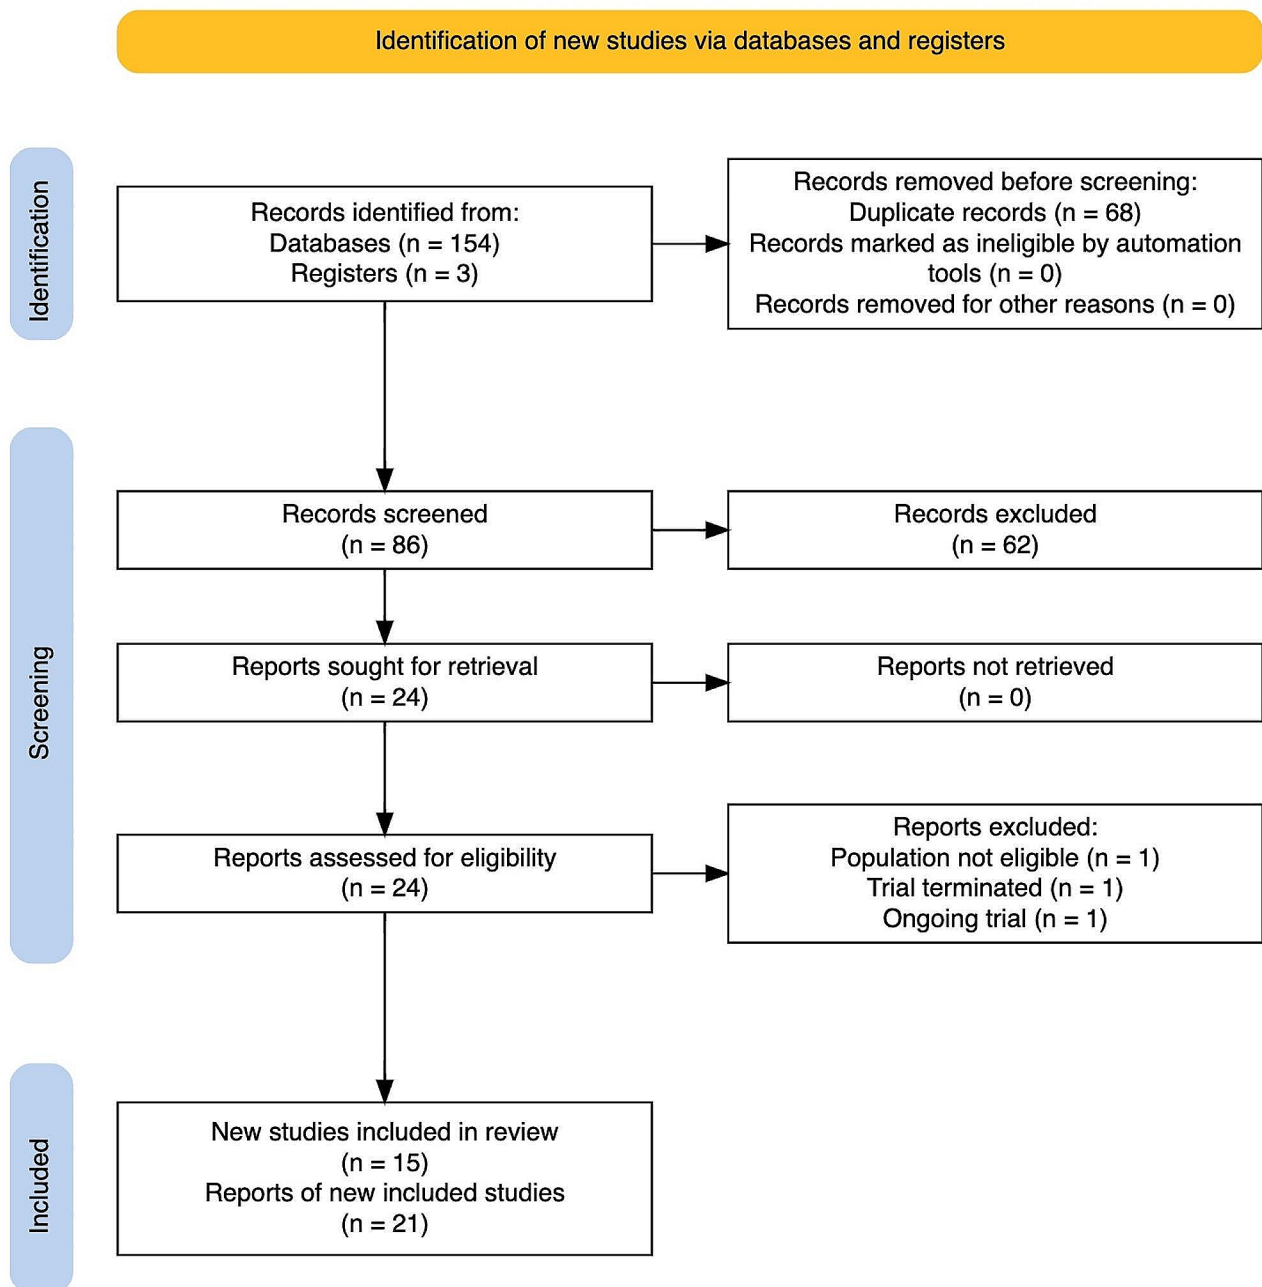 Identification of new studies via databases and registers
Identification
Records identified from:
Databases (n = 154)
Registers (n = 3)
Records removed before screening:
Duplicate records (n = 68)
Records marked as ineligible by automation
tools (n = 0)
Records removed for other reasons (n = 0)
Screening
Records screened
(n = 86)
Records excluded
(n = 62)
Reports sought for retrieval
(n = 24)
Reports not retrieved
(n = 0)
Reports assessed for eligibility
(n = 24)
Reports excluded:
Population not eligible (n = 1)
Trial terminated (n = 1)
Ongoing trial (n = 1)
Included
New studies included in review
(n = 15)
Reports of new included studies
(n = 21)